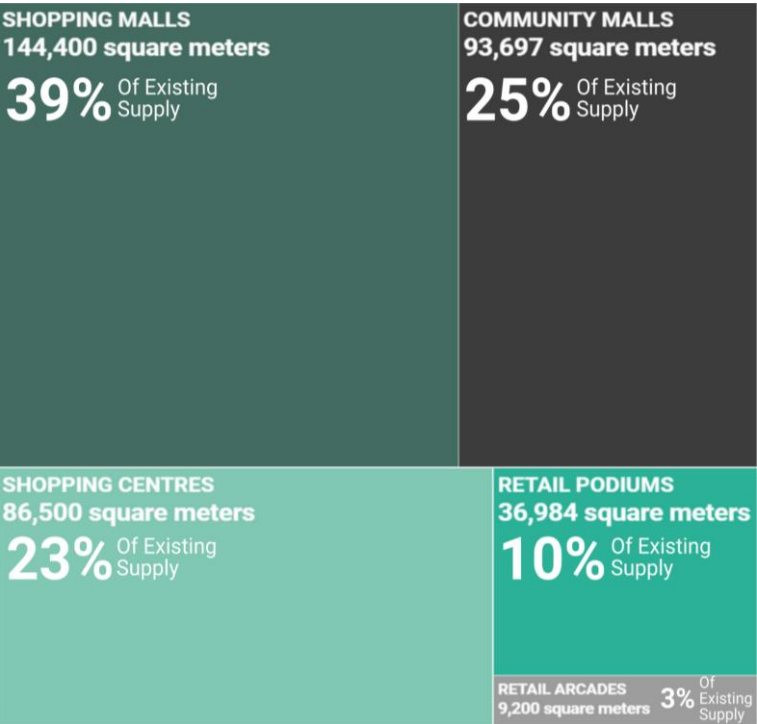 SHOPPING MALLS
144,400 square meters
39% Of Existing
Supply
COMMUNITY MALLS
93,697 square meters
25% Of Existing
Supply
SHOPPING CENTRES
86,500 square meters
23% Of Existing
Supply
RETAIL PODIUMS
36,984 square meters
10% Of Existing
Supply
RETAIL ARCADES
9,200 square meters
3% Of
Existing
Supply